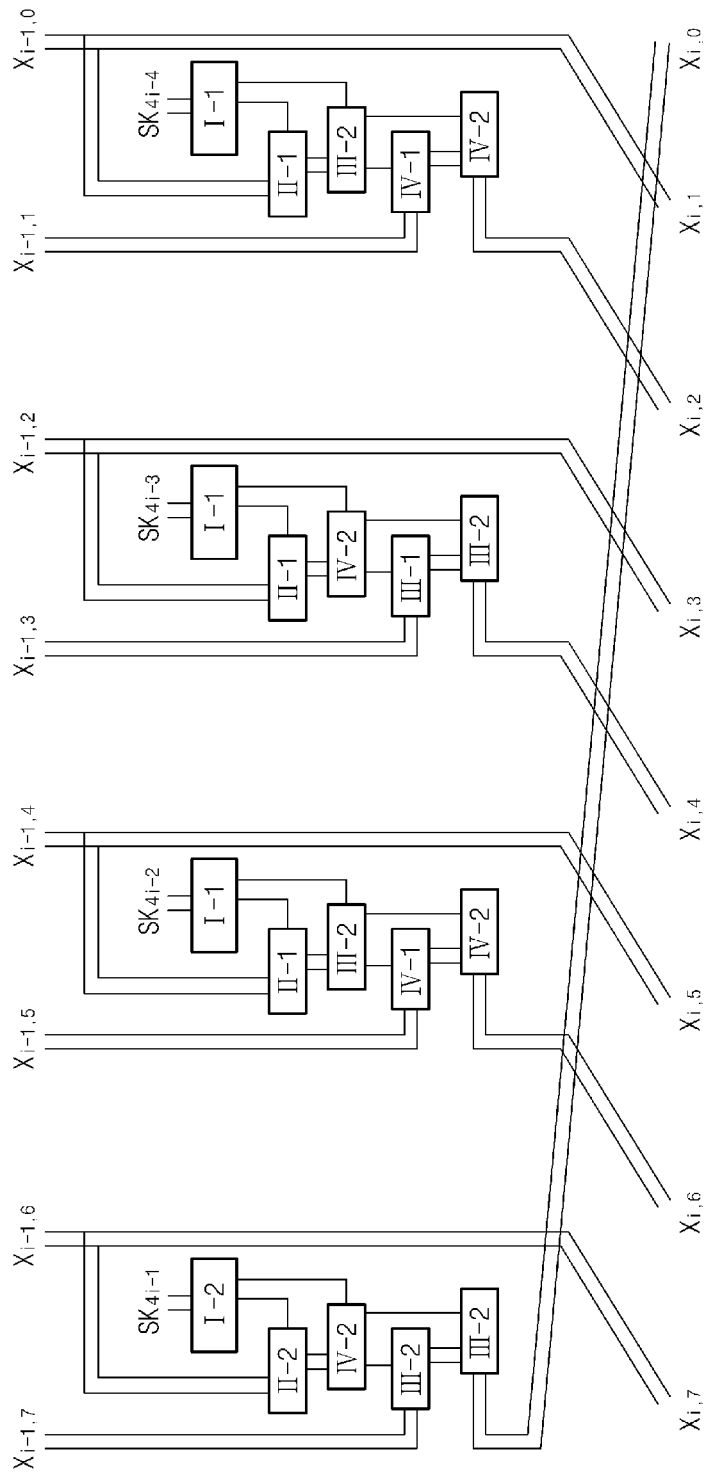 Xi-1,7 Xi-1,6 Xi-1,5 Xi-1,4 Xi-1,3 Xi-1,2 Xi-1,1 Xi-1,0
SK4i-1 SK4i-2 SK4i-3 SK4i-4
I-2 I-1 I-1 I-1
II-2 II-1 II-1 II-1
IV-2 III-2 IV-2 III-2
III-2 IV-1 III-1 IV-1
III-2 IV-2 III-2 IV-2
Xi,7 Xi,6 Xi,5 Xi,4 Xi,3 Xi,2 Xi,1 Xi,0